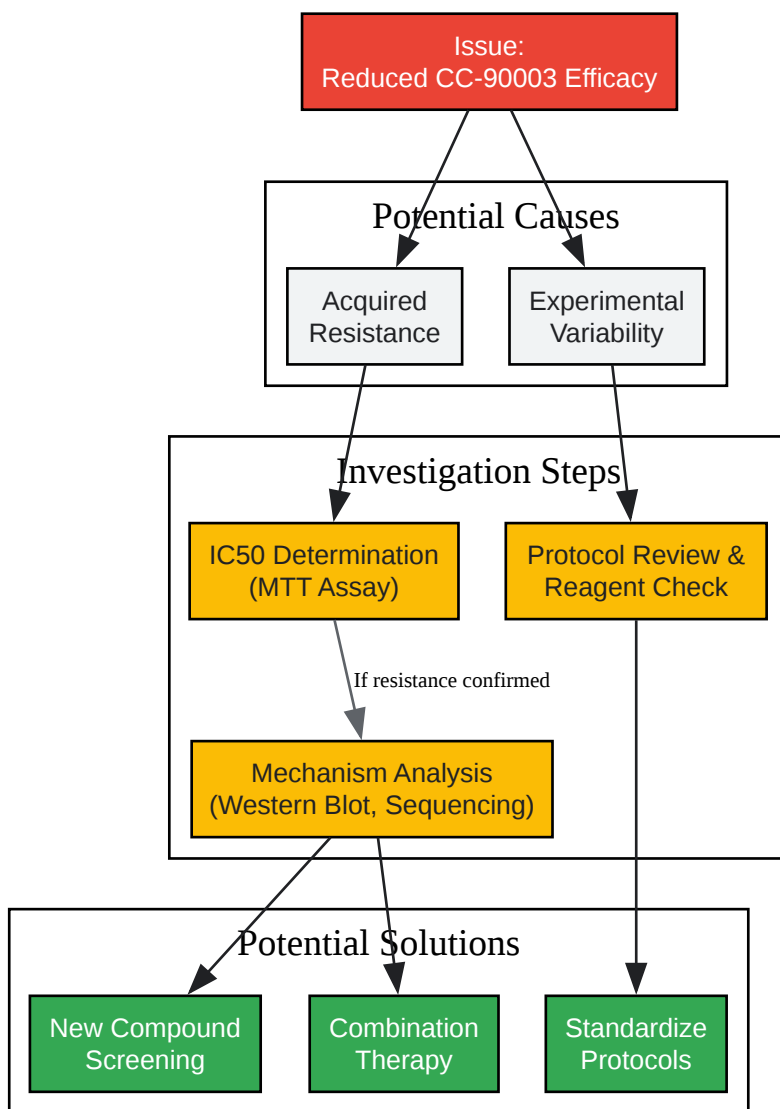 Issue:
Reduced CC-90003 Efficacy
Potential Causes
Acquired
Resistance
Experimental
Variability
Investigation Steps
IC50 Determination
(MTT Assay)
Protocol Review &
Reagent Check
If resistance confirmed
Mechanism Analysis
(Western Blot, Sequencing)
Potential Solutions
New Compound
Screening
Combination
Therapy
Standardize
Protocols